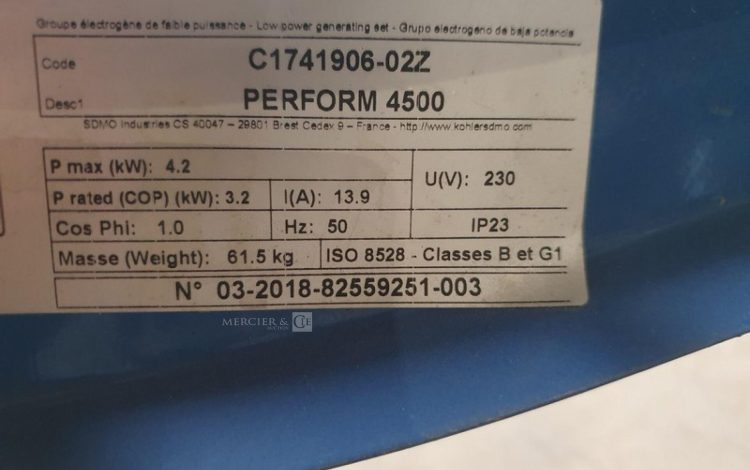 Groupe électrogène de faible puissance - Low power generating set - Grupo electrogeno de baja potencia
Code C1741906-02Z
Desc1 PERFORM 4500
SDMO Industries CS 40047 – 29801 Brest Cedex 9 – France - http://www.kohlersdmo.com
P max (kW): 4.2
U(V): 230
P rated (COP) (kW): 3.2 I(A): 13.9
Cos Phi: 1.0 Hz: 50 IP23
Masse (Weight): 61.5 kg ISO 8528 - Classes B et G1
N° 03-2018-82559251-003
MERCIER & CIE
AUCTION